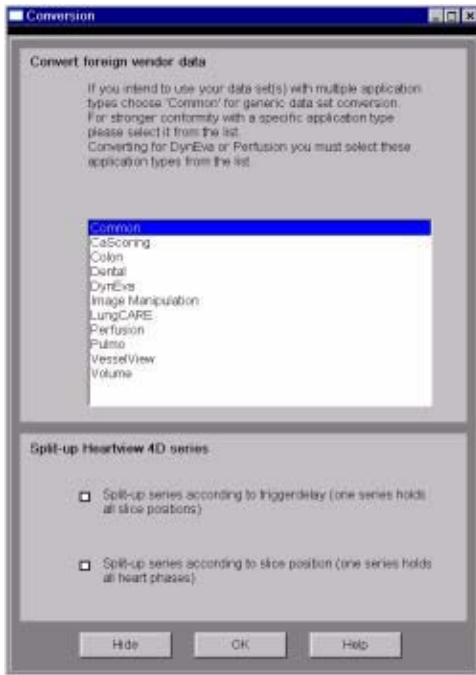 Conversion
Convert foreign vendor data
If you intend to use your data set(s) with multiple application
types choose 'Common' for generic data set conversion.
For stronger conformity with a specific application type
please select it from the list.
Converting for DynEva or Perfusion you must select these
application types from the list.
Common
CaScoring
Colon
Dental
DynEva
Image Manipulation
LungCARE
Perfusion
Pulmo
VesselView
Volume
Split-up Heartview 4D series
Split-up series according to triggerdelay (one series holds
all slice positions)
Split-up series according to slice position (one series holds
all heart phases)
Hide
OK
Help